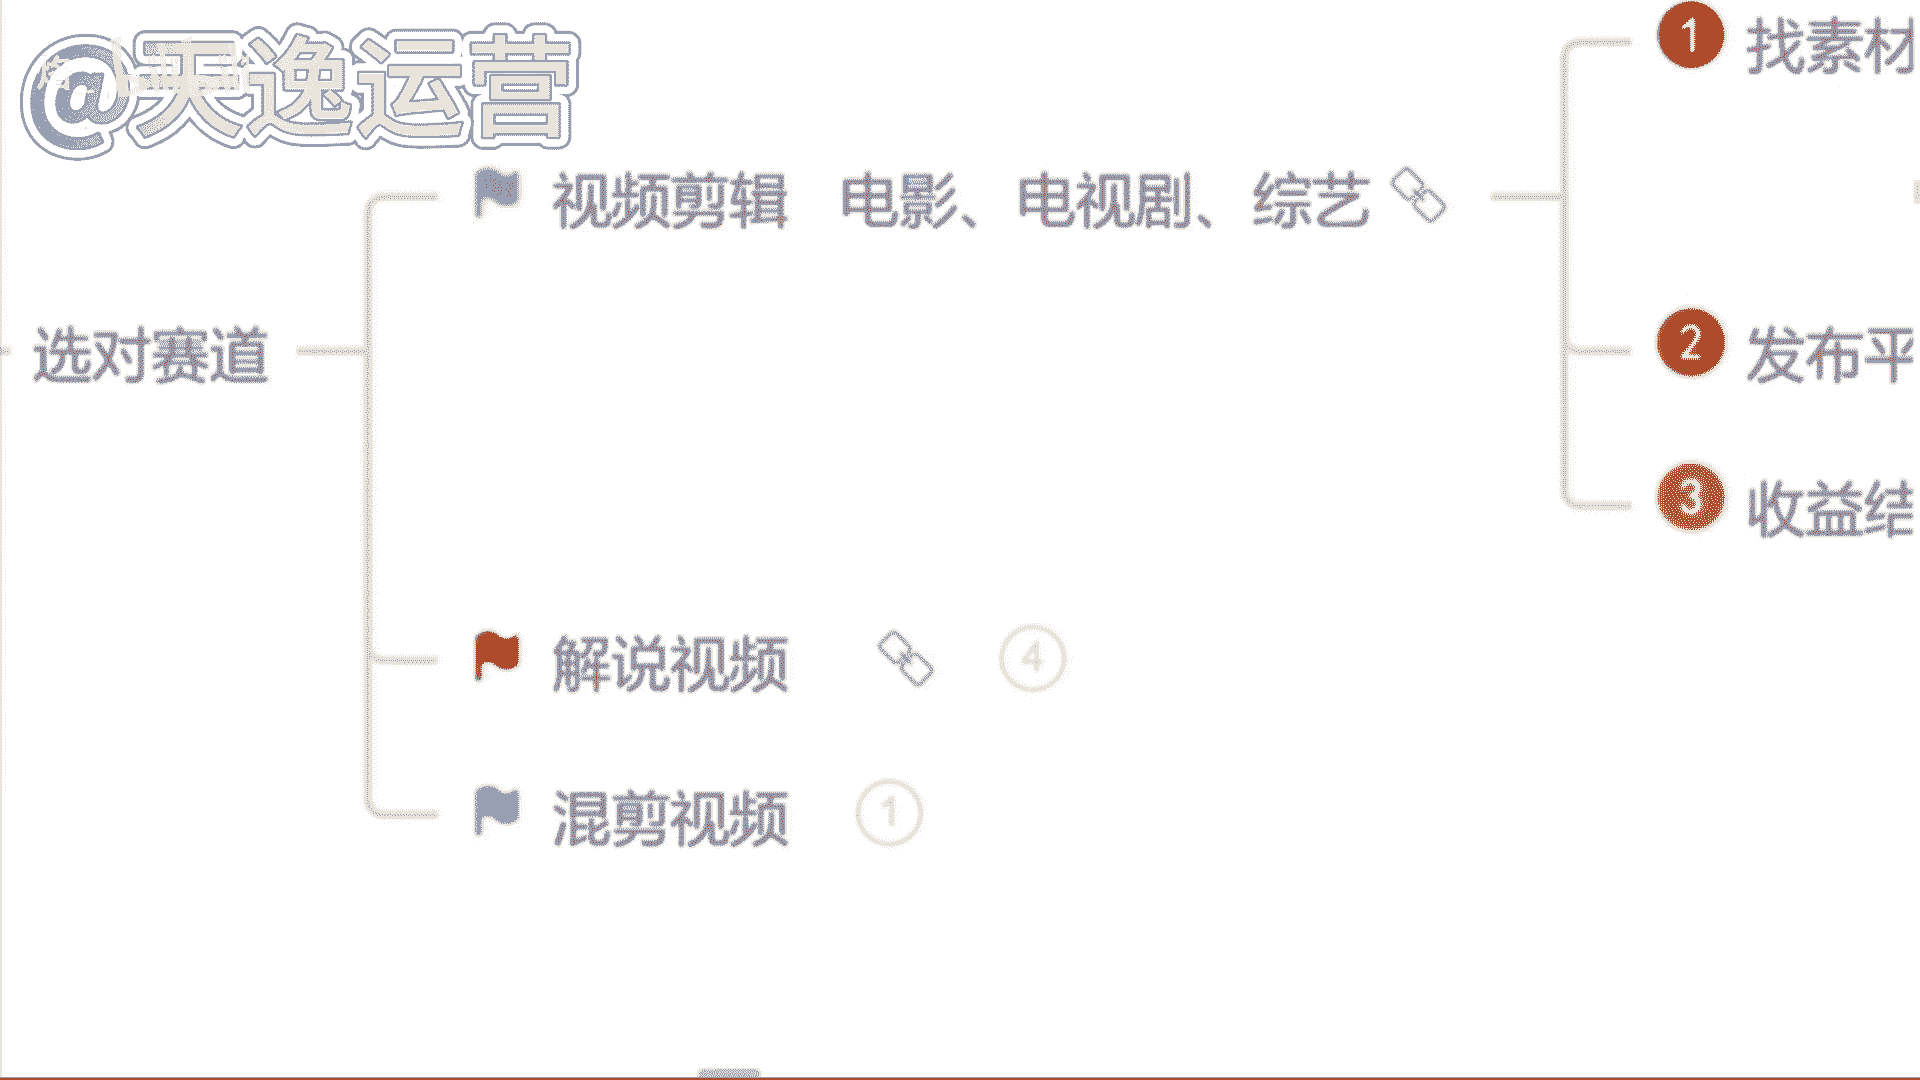 @天逸运营
1 找素材
视频剪辑 电影、电视剧、综艺
选对赛道
2 发布平
3 收益结
解说视频 4
混剪视频 1